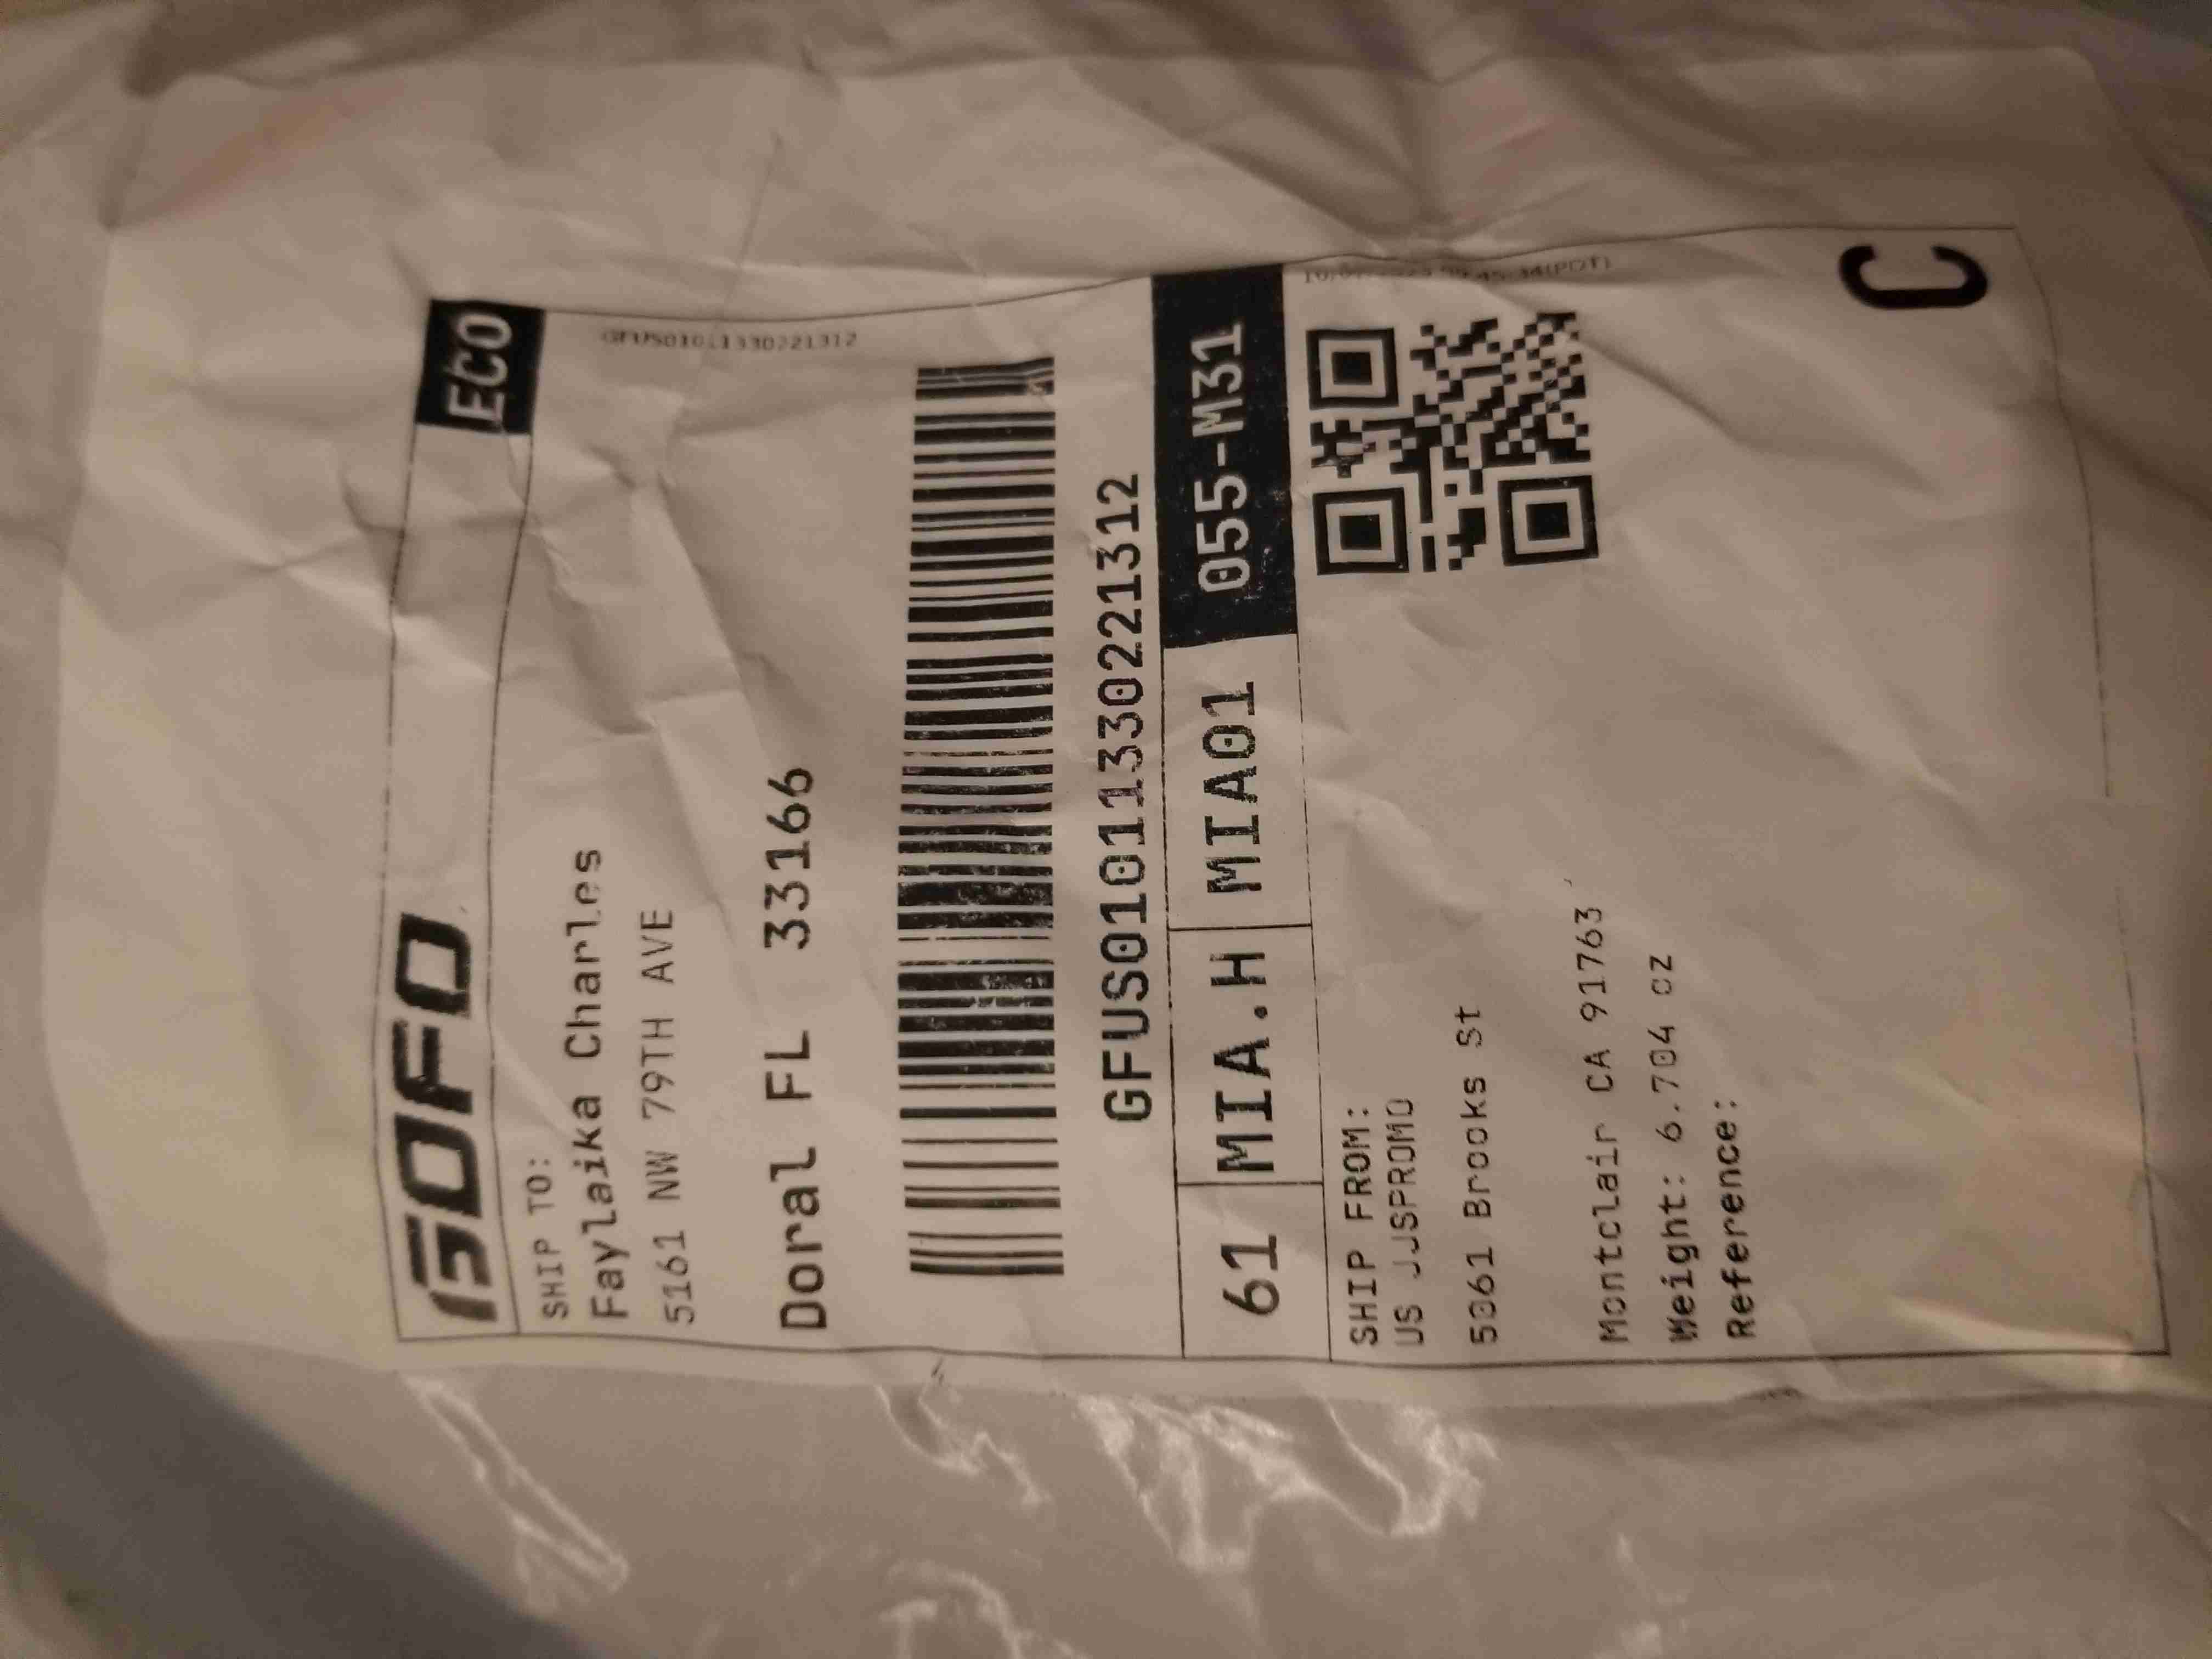 GOFO
ECO
SHIP TO:
Faylaika Charles
5161 NW 79TH AVE
Doral FL 33166
GFUS01011330221312
GFUS01011330221312
61 MIA.H MIA01 055-M31
SHIP FROM:
US JJSPROMO
5061 Brooks St
Montclair CA 91763
Weight: 6.704 oz
Reference:
C